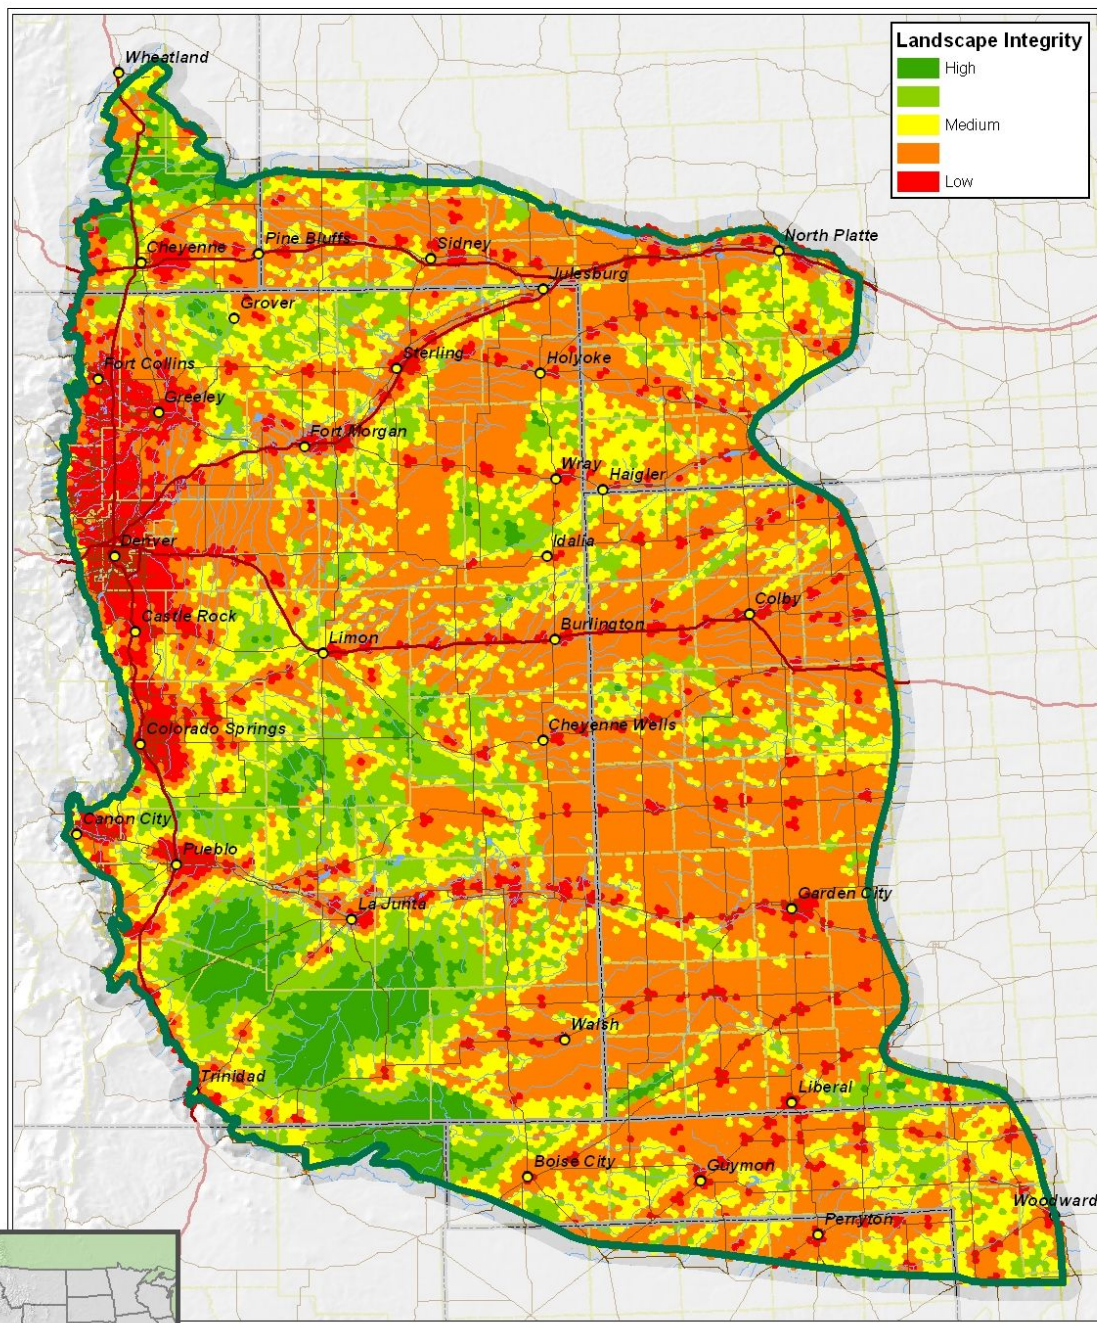 Landscape Integrity
High
Medium
Low
Wheatland
Cheyenne
Pine Bluffs
Sidney
North Platte
Julesburg
Grover
Fort Collins
Sterling
Holyoke
Greeley
Fort Morgan
Wray
Haigler
Denver
Idalia
Castle Rock
Limon
Burlington
Colby
Colorado Springs
Cheyenne Wells
Canon City
Pueblo
La Junta
Garden City
Walsh
Trinidad
Liberal
Boise City
Guymon
Woodward
Perryton